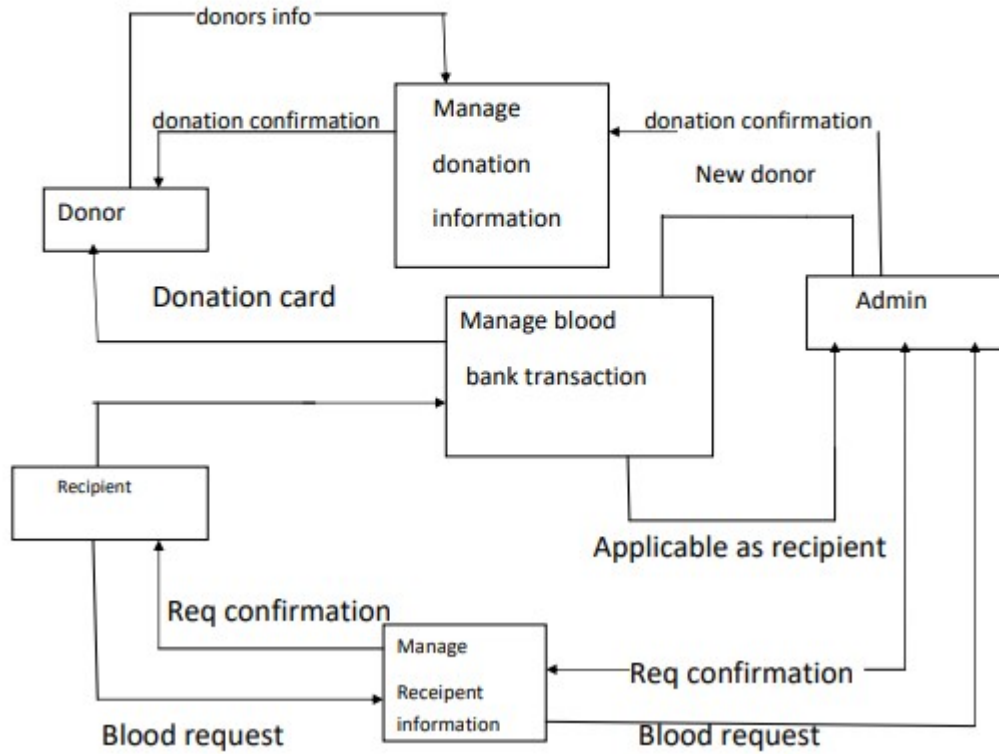 donors info
donation confirmation
Manage
donation
information
donation confirmation
New donor
Donor
Donation card
Manage blood
bank transaction
Admin
Recipient
Applicable as recipient
Req confirmation
Manage
Receipent
information
Req confirmation
Blood request
Blood request